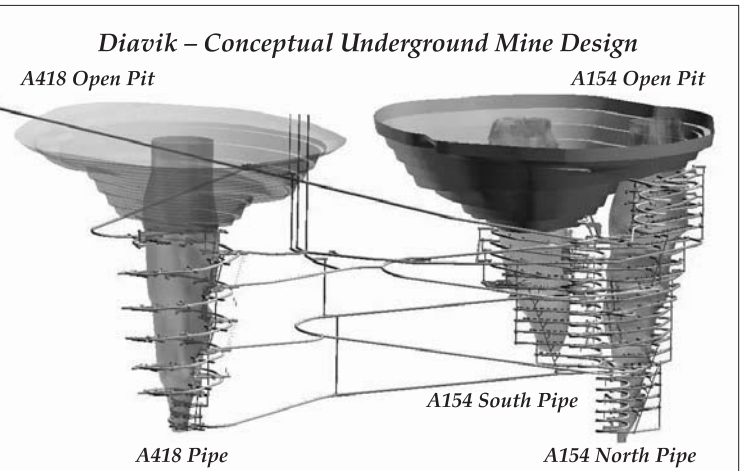 Diavik – Conceptual Underground Mine Design
A418 Open Pit
A154 Open Pit
A154 South Pipe
A418 Pipe
A154 North Pipe